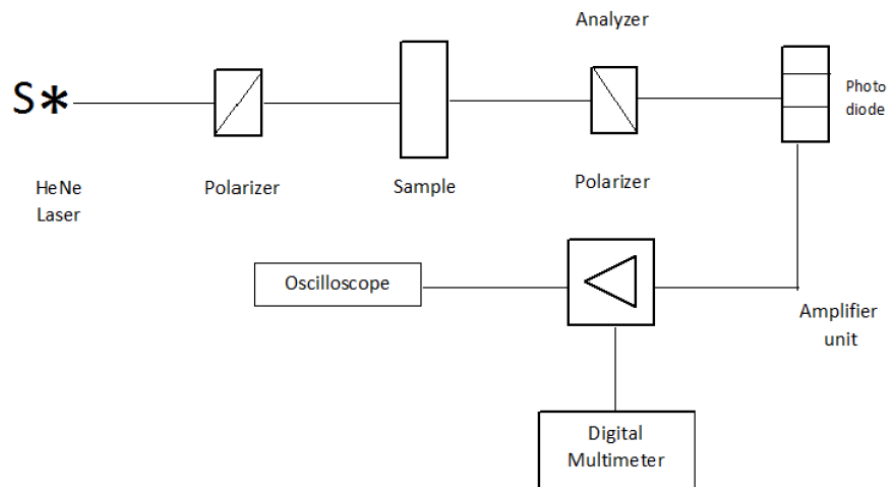 Analyzer
S*
Photo
diode
HeNe
Laser
Polarizer
Sample
Polarizer
Oscilloscope
Amplifier
unit
Digital
Multimeter